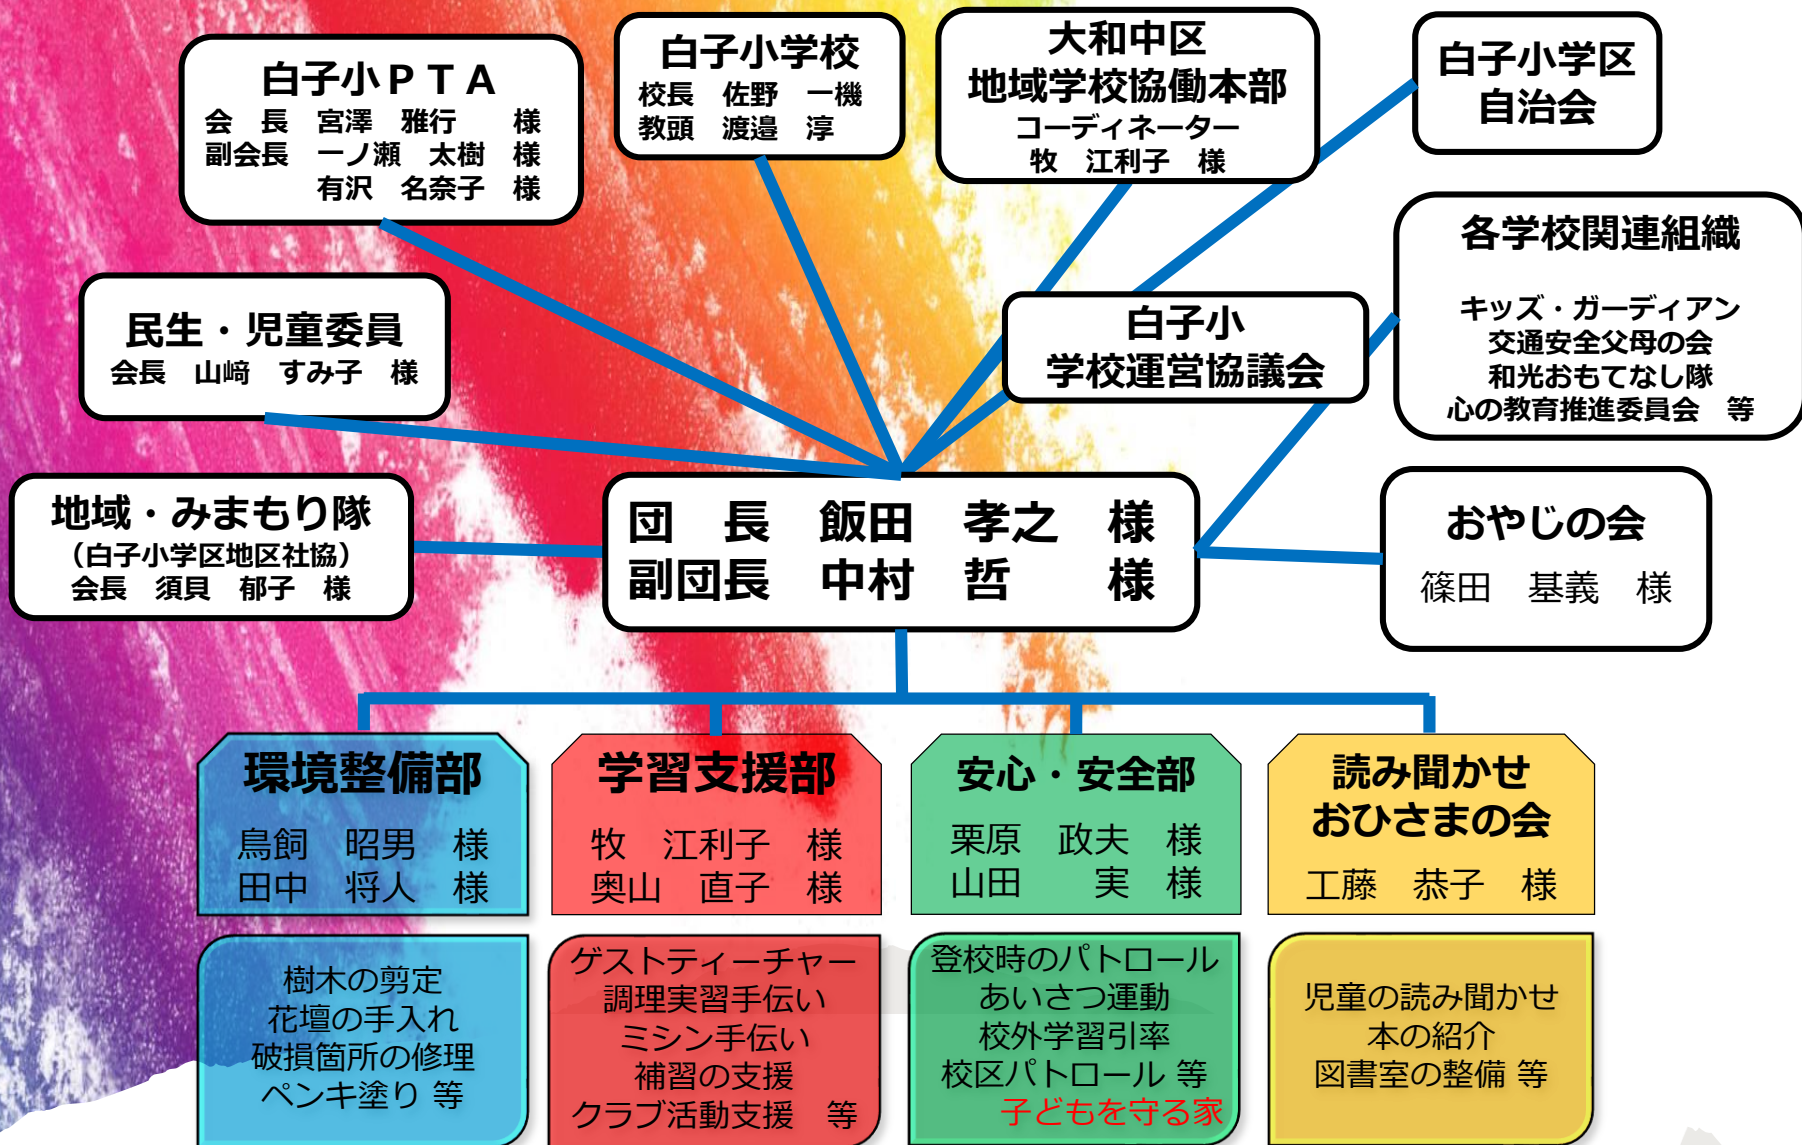 白子小ＰＴＡ
会　長　宮澤　雅行　　様
副会長　一ノ瀬　太樹　様
有沢　名奈子　様
白子小学校
校長　佐野　一機
教頭　渡邉　淳
大和中区
地域学校協働本部
コーディネーター
牧　江利子　様
白子小学区
自治会
各学校関連組織
キッズ・ガーディアン
交通安全父母の会
和光おもてなし隊
心の教育推進委員会　等
民生・児童委員
会長　山﨑　すみ子　様
白子小
学校運営協議会
地域・みまもり隊
（白子小学区地区社協）
会長　須貝　郁子　様
団　長　飯田　孝之　様
副団長　中村　哲　　様
おやじの会
篠田　基義　様
環境整備部
鳥飼　昭男　様
田中　将人　様
樹木の剪定
花壇の手入れ
破損箇所の修理
ペンキ塗り 等
学習支援部
牧　江利子　様
奥山　直子　様
ゲストティーチャー
調理実習手伝い
ミシン手伝い
補習の支援
クラブ活動支援　等
安心・安全部
栗原　政夫　様
山田　　実　様
登校時のパトロール
あいさつ運動
校外学習引率
校区パトロール 等
子どもを守る家
読み聞かせ
おひさまの会
工藤　恭子　様
児童の読み聞かせ
本の紹介
図書室の整備 等